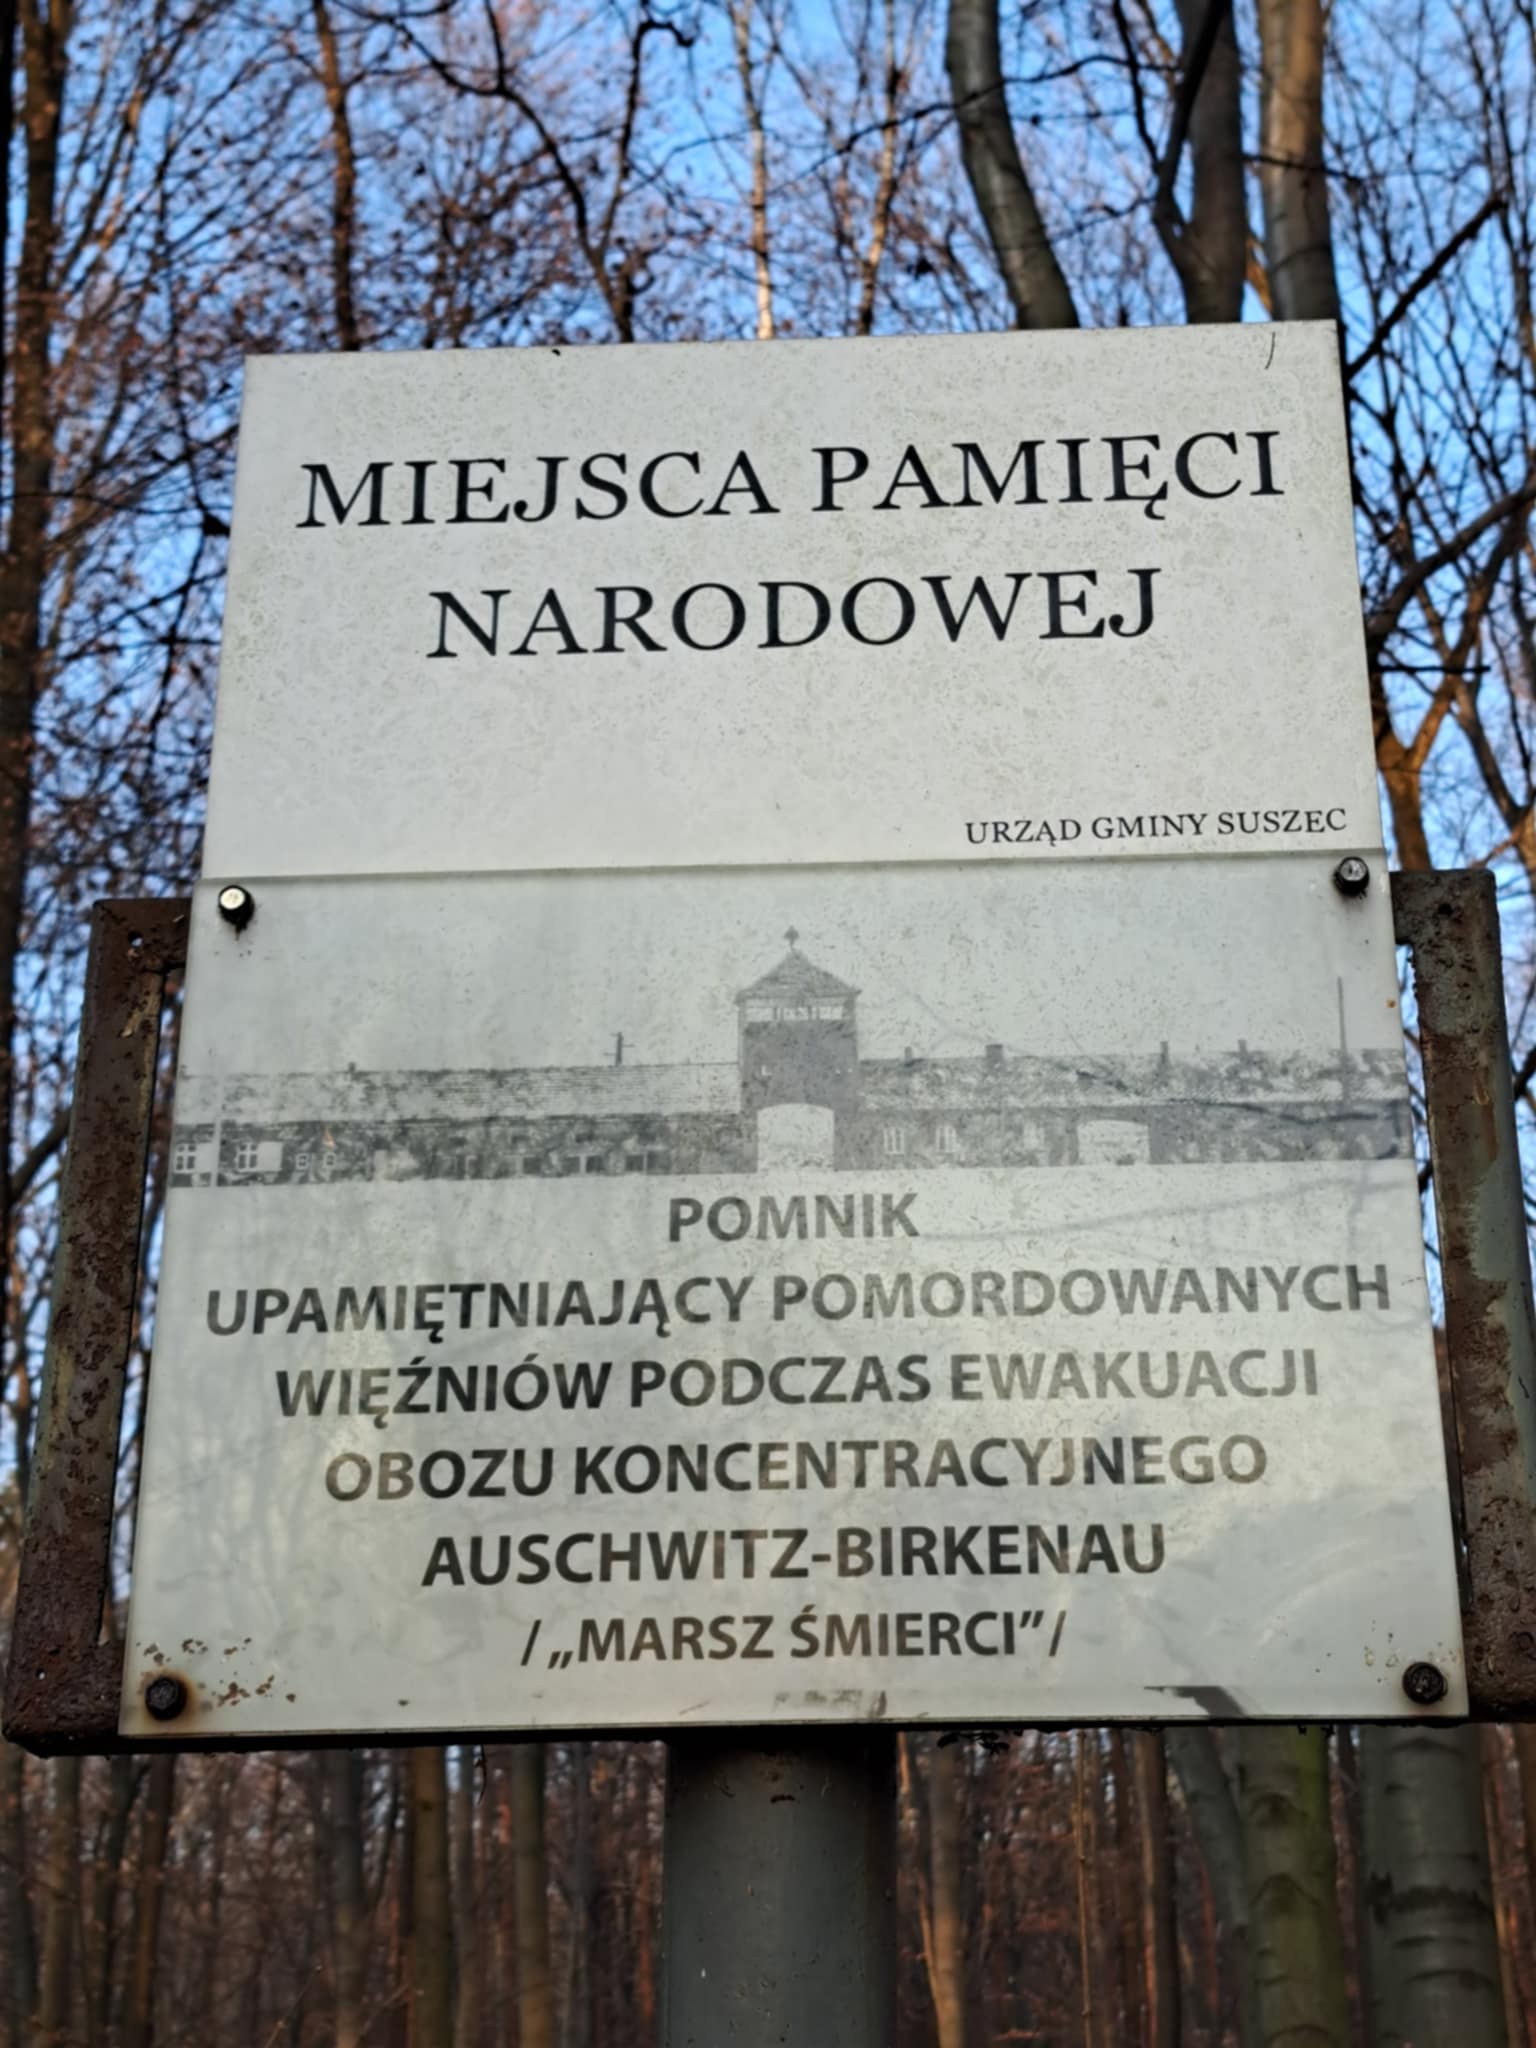 MIEJSCA PAMIĘCI
NARODOWEJ
URZĄD GMINY SUSZEC
POMNIK
UPAMIĘTNIAJĄCY POMORDOWANYCH
WIĘŹNIÓW PODCZAS EWAKUACJI
OBOZU KONCENTRACYJNEGO
AUSCHWITZ-BIRKENAU
/„MARSZ ŚMIERCI”/